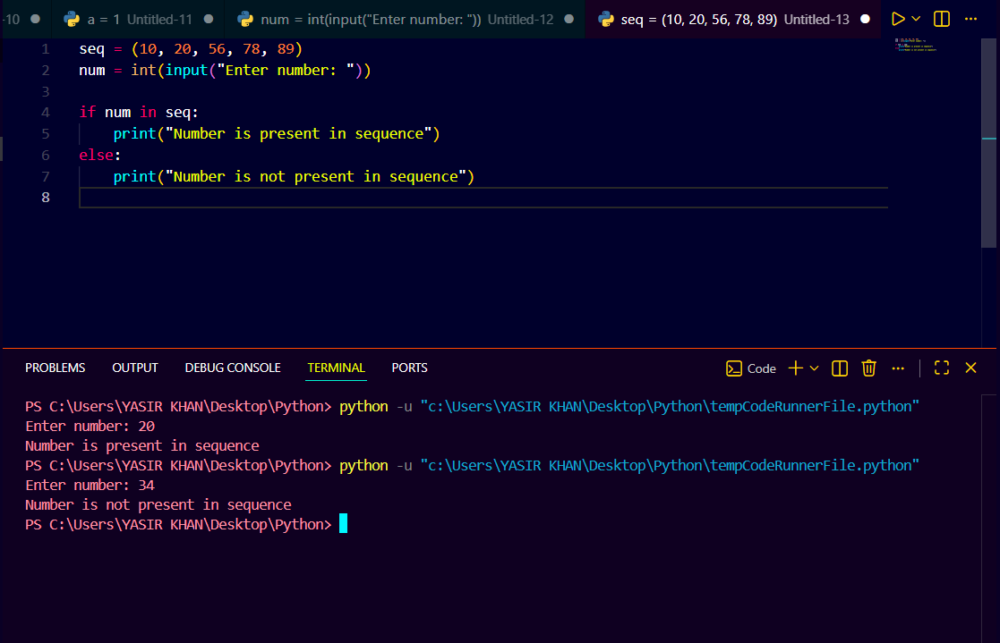 -10 a = 1 Untitled-11 num = int(input("Enter number: ")) Untitled-12 seq = (10, 20, 56, 78, 89) Untitled-13
1 seq = (10, 20, 56, 78, 89)
2 num = int(input("Enter number: "))
3
4 if num in seq:
5     print("Number is present in sequence")
6 else:
7     print("Number is not present in sequence")
8
PROBLEMS OUTPUT DEBUG CONSOLE TERMINAL PORTS Code
PS C:\Users\YASIR KHAN\Desktop\Python> python -u "c:\Users\YASIR KHAN\Desktop\Python\tempCodeRunnerFile.python"
Enter number: 20
Number is present in sequence
PS C:\Users\YASIR KHAN\Desktop\Python> python -u "c:\Users\YASIR KHAN\Desktop\Python\tempCodeRunnerFile.python"
Enter number: 34
Number is not present in sequence
PS C:\Users\YASIR KHAN\Desktop\Python>